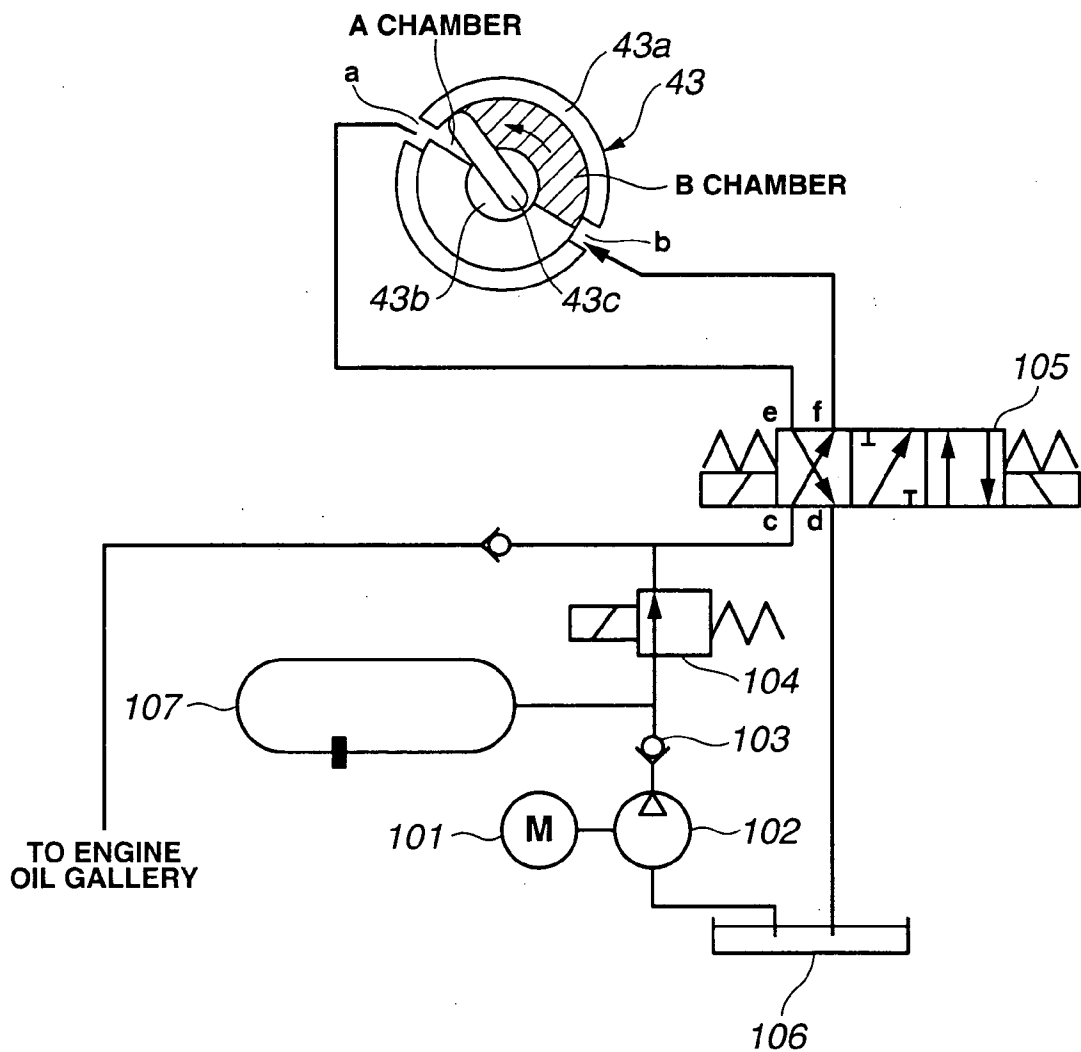 A CHAMBER
43a
43
a
B CHAMBER
b
43b
43c
105
e
f
c
d
104
107
103
101
M
102
TO ENGINE
OIL GALLERY
106